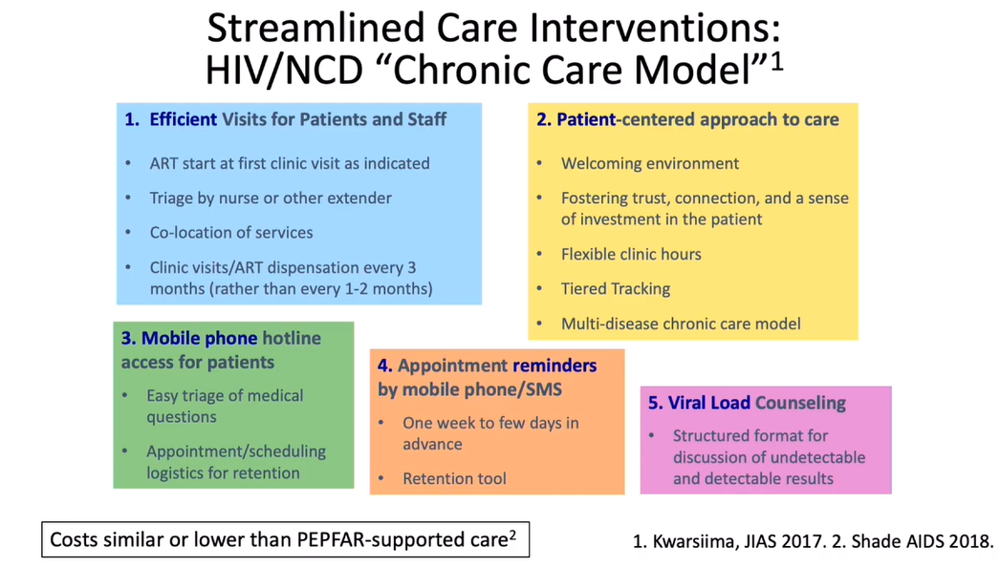 Streamlined Care Interventions:
HIV/NCD “Chronic Care Model”1
1. Efficient Visits for Patients and Staff
• ART start at first clinic visit as indicated
• Triage by nurse or other extender
• Co-location of services
• Clinic visits/ART dispensation every 3
months (rather than every 1-2 months)
2. Patient-centered approach to care
• Welcoming environment
• Fostering trust, connection, and a sense
of investment in the patient
• Flexible clinic hours
• Tiered Tracking
• Multi-disease chronic care model
3. Mobile phone hotline
access for patients
• Easy triage of medical
questions
• Appointment/scheduling
logistics for retention
4. Appointment reminders
by mobile phone/SMS
• One week to few days in
advance
• Retention tool
5. Viral Load Counseling
• Structured format for
discussion of undetectable
and detectable results
Costs similar or lower than PEPFAR-supported care2
1. Kwarsiima, JIAS 2017. 2. Shade AIDS 2018.